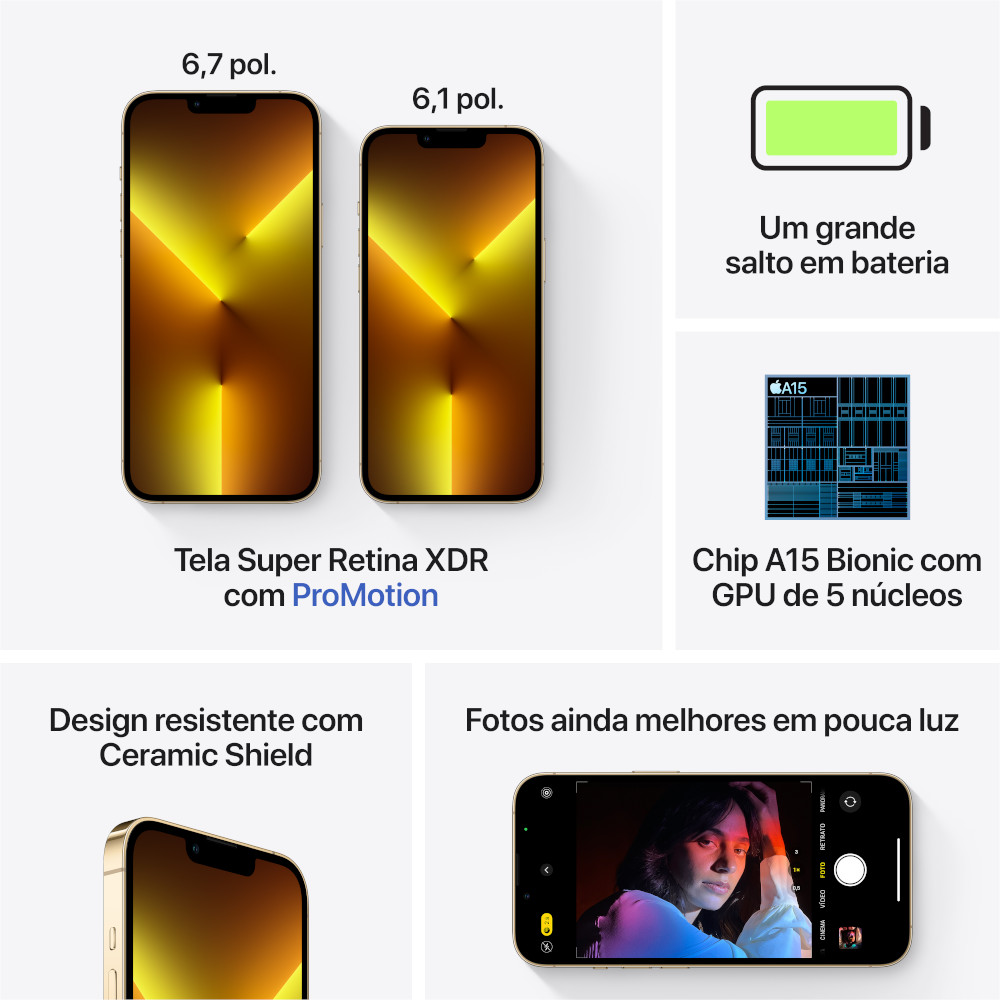 6,7 pol.
6,1 pol.
Tela Super Retina XDR
com ProMotion
Um grande
salto em bateria
A15
Chip A15 Bionic com
GPU de 5 núcleos
Design resistente com
Ceramic Shield
Fotos ainda melhores em pouca luz
3
1×
0,5
CINEMA
VÍDEO
FOTO
RETRATO